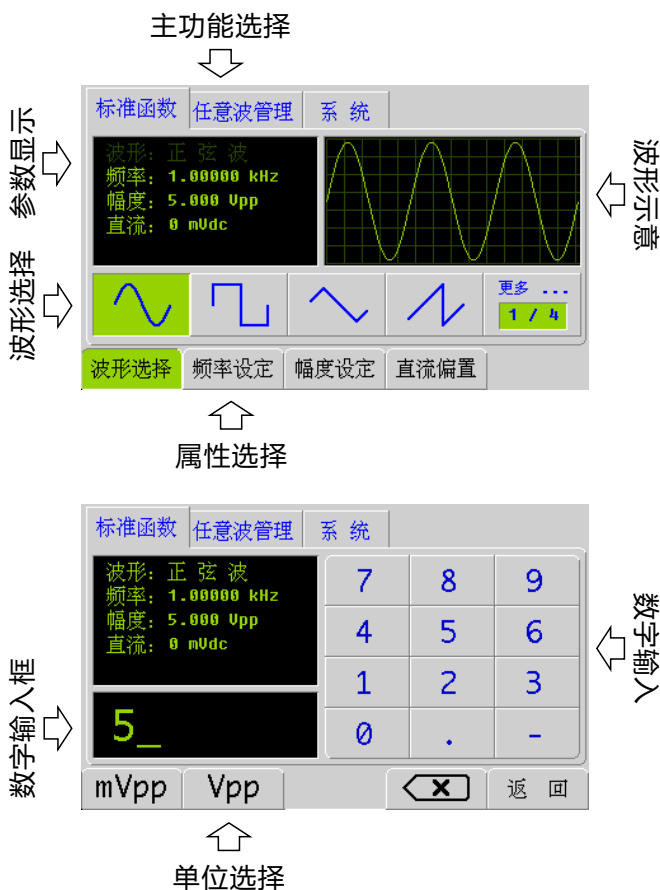 主功能选择
标准函数 任意波管理 系 统
参数显示
波形：正 弦 波
频率：1.00000 kHz
幅度：5.000 Vpp
直流：0 mVdc
波形示意
波形选择
更多 ...
1 / 4
波形选择 频率设定 幅度设定 直流偏置
属性选择
标准函数 任意波管理 系 统
波形：正 弦 波
频率：1.00000 kHz
幅度：5.000 Vpp
直流：0 mVdc
7 8 9
4 5 6
1 2 3
0 . -
数字输入
数字输入框
5_
mVpp Vpp X 返 回
单位选择